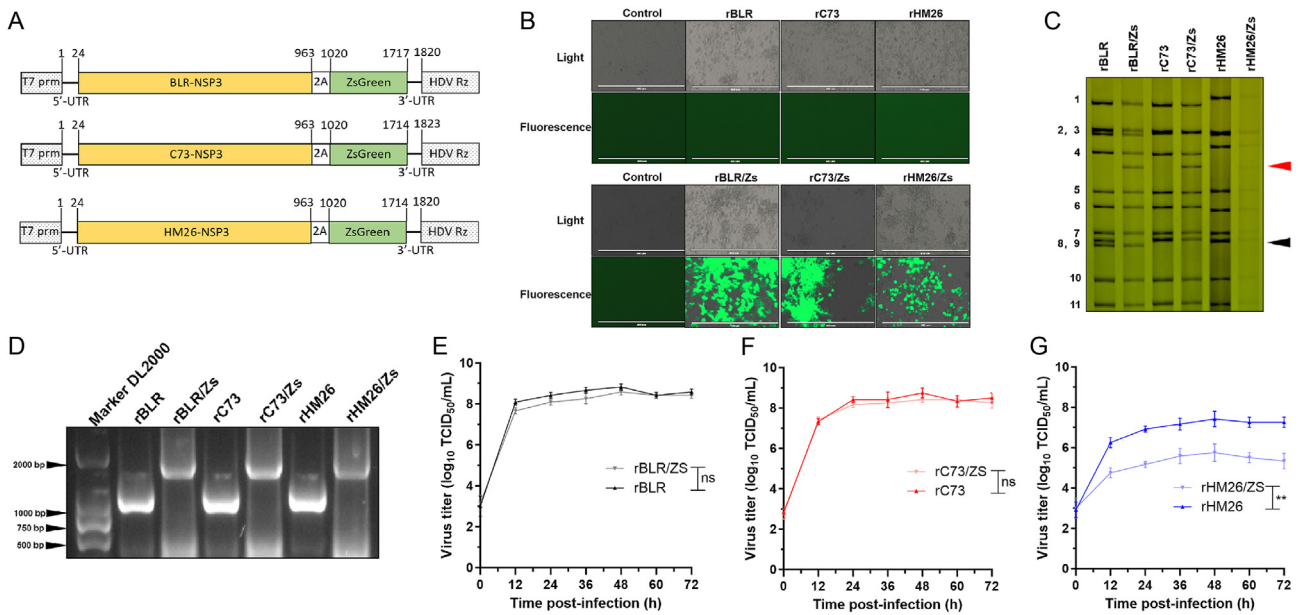 A
1 24 963 1020 1717 1820
T7 prm BLR-NSP3 2A ZsGreen HDV Rz
5’-UTR 3’-UTR
1 24 963 1020 1714 1823
T7 prm C73-NSP3 2A ZsGreen HDV Rz
5’-UTR 3’-UTR
1 24 963 1020 1714 1820
T7 prm HM26-NSP3 2A ZsGreen HDV Rz
5’-UTR 3’-UTR
B
Control rBLR rC73 rHM26
Light
Fluorescence
Control rBLR/Zs rC73/Zs rHM26/Zs
Light
Fluorescence
C
rBLR rBLR/Zs rC73 rC73/Zs rHM26 rHM26/Zs
1
2, 3
4
5
6
7
8, 9
10
11
D
Marker DL2000 rBLR rBLR/Zs rC73 rC73/Zs rHM26 rHM26/Zs
2000 bp
1000 bp
750 bp
500 bp
E
Virus titer (log10 TCID50/mL)
10
8
6
4
2
0
rBLR/ZS
rBLR
ns
0 12 24 36 48 60 72
Time post-infection (h)
F
Virus titer (log10 TCID50/mL)
10
8
6
4
2
0
rC73/ZS
rC73
ns
0 12 24 36 48 60 72
Time post-infection (h)
G
Virus titer (log10 TCID50/mL)
10
8
6
4
2
0
rHM26/ZS
rHM26
**
0 12 24 36 48 60 72
Time post-infection (h)